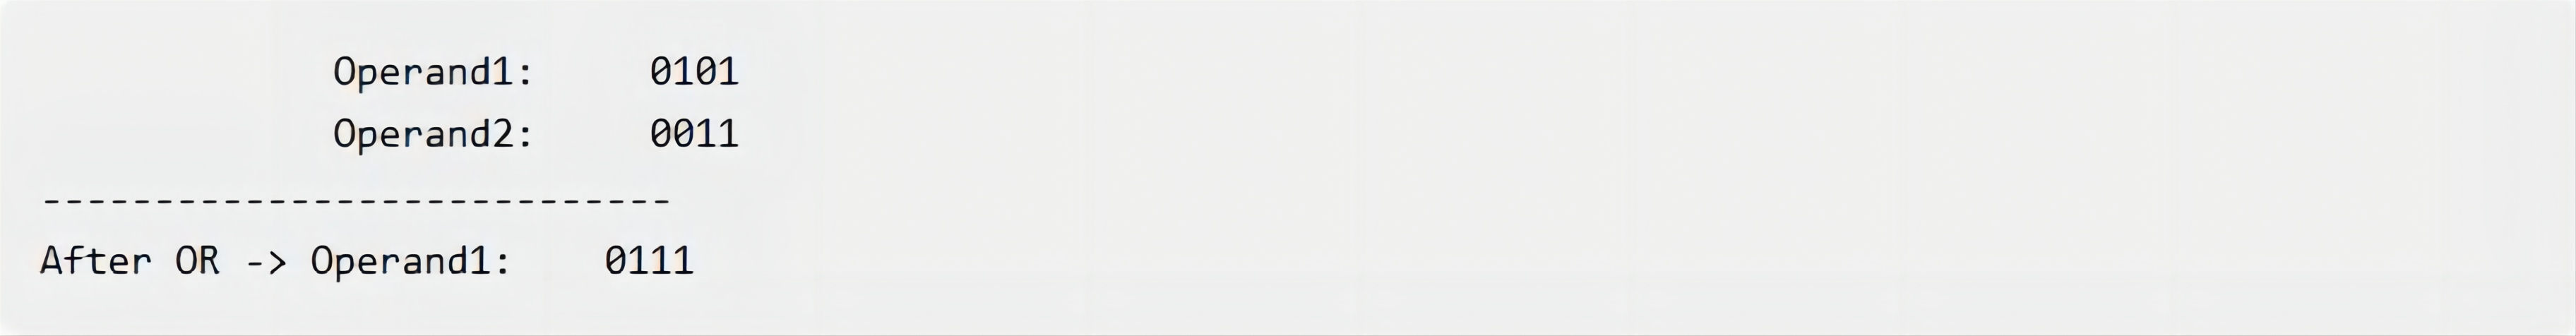 Operand1: 0101
Operand2: 0011
----------------------------
After OR -> Operand1: 0111